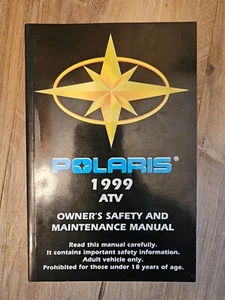 POLARIS®
1999
ATV
OWNER'S SAFETY AND
MAINTENANCE MANUAL
Read this manual carefully.
It contains important safety information.
Adult vehicle only.
Prohibited for those under 18 years of age.